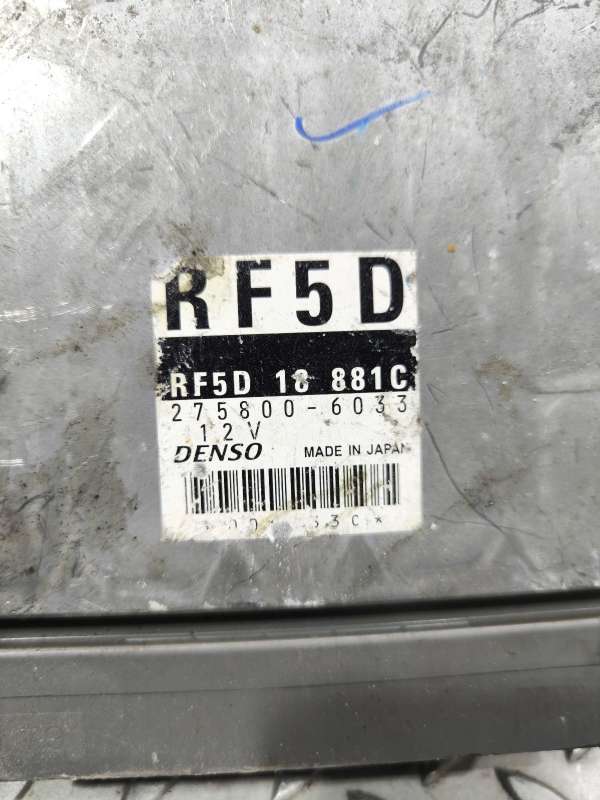 RF5D
RF5D 18 881C
275800-6033
12V
DENSO MADE IN JAPAN